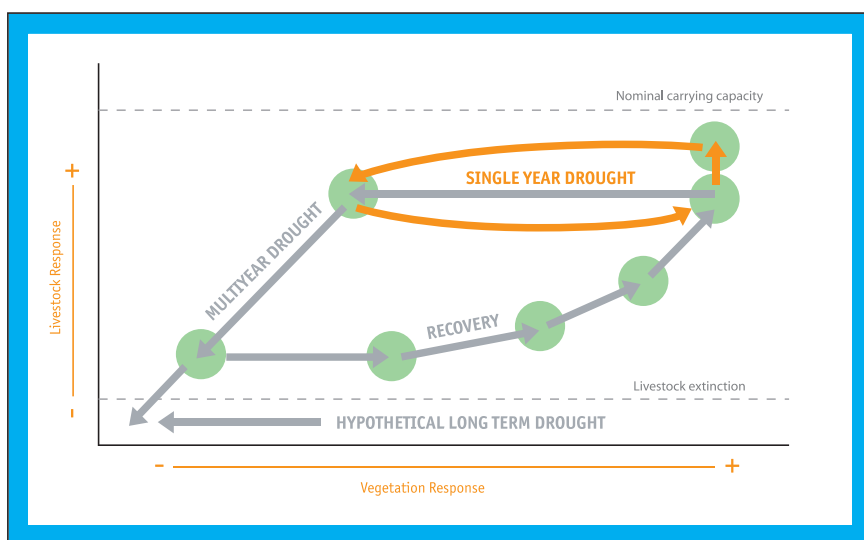 Nominal carrying capacity
+
SINGLE YEAR DROUGHT
MULTIYEAR DROUGHT
Livestock Response
RECOVERY
Livestock extinction
-
HYPOTHETICAL LONG TERM DROUGHT
- +
Vegetation Response